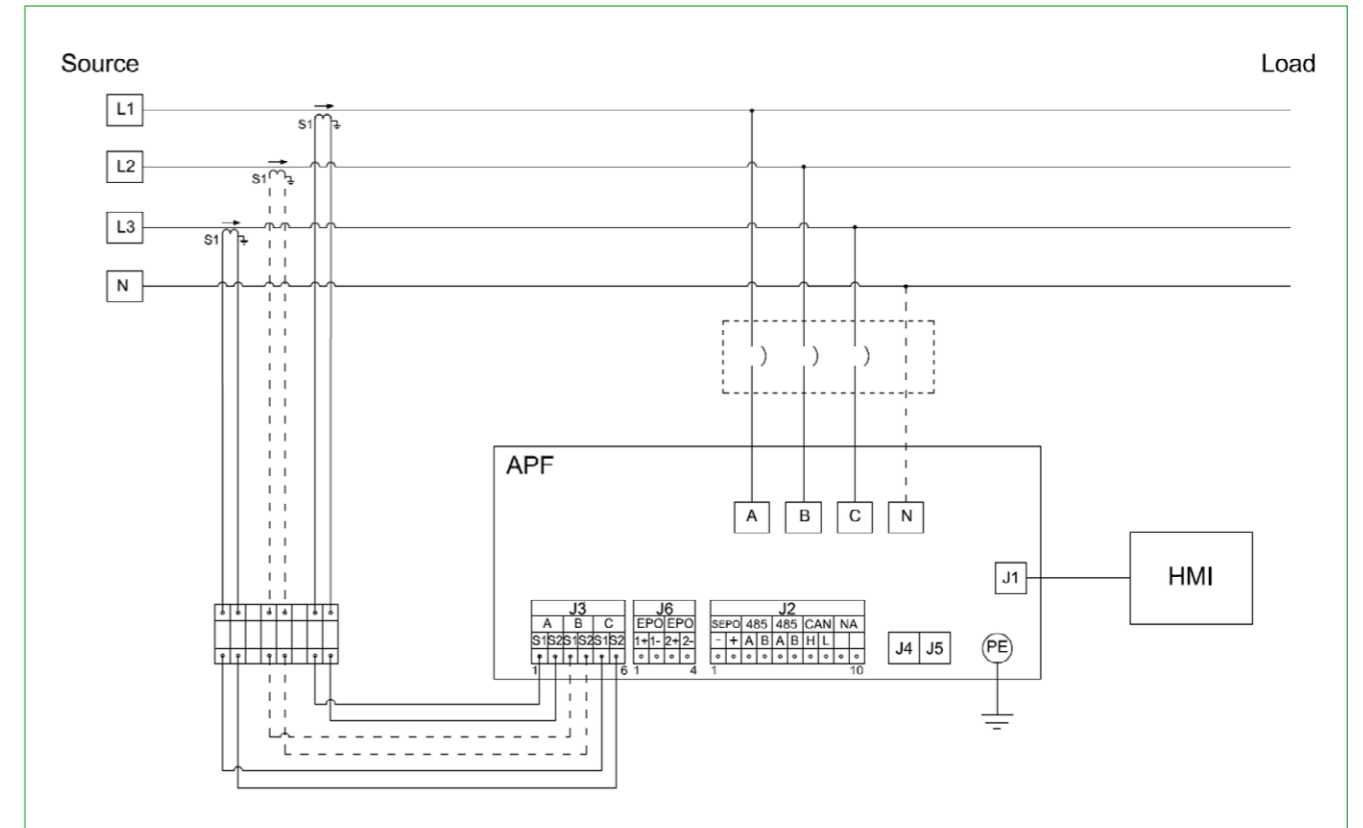 Source
Load
L1
S1
L2
S1
L3
S1
N
APF
A B C N
J1
HMI
J3 J6 J2
A B C EPO EPO SEPO 485 485 CAN NA
S1 S2 S1 S2 S1 S2 1+ 1- 2+ 2- - + A B A B H L
J4 J5
PE
1 6 1 4 1 10